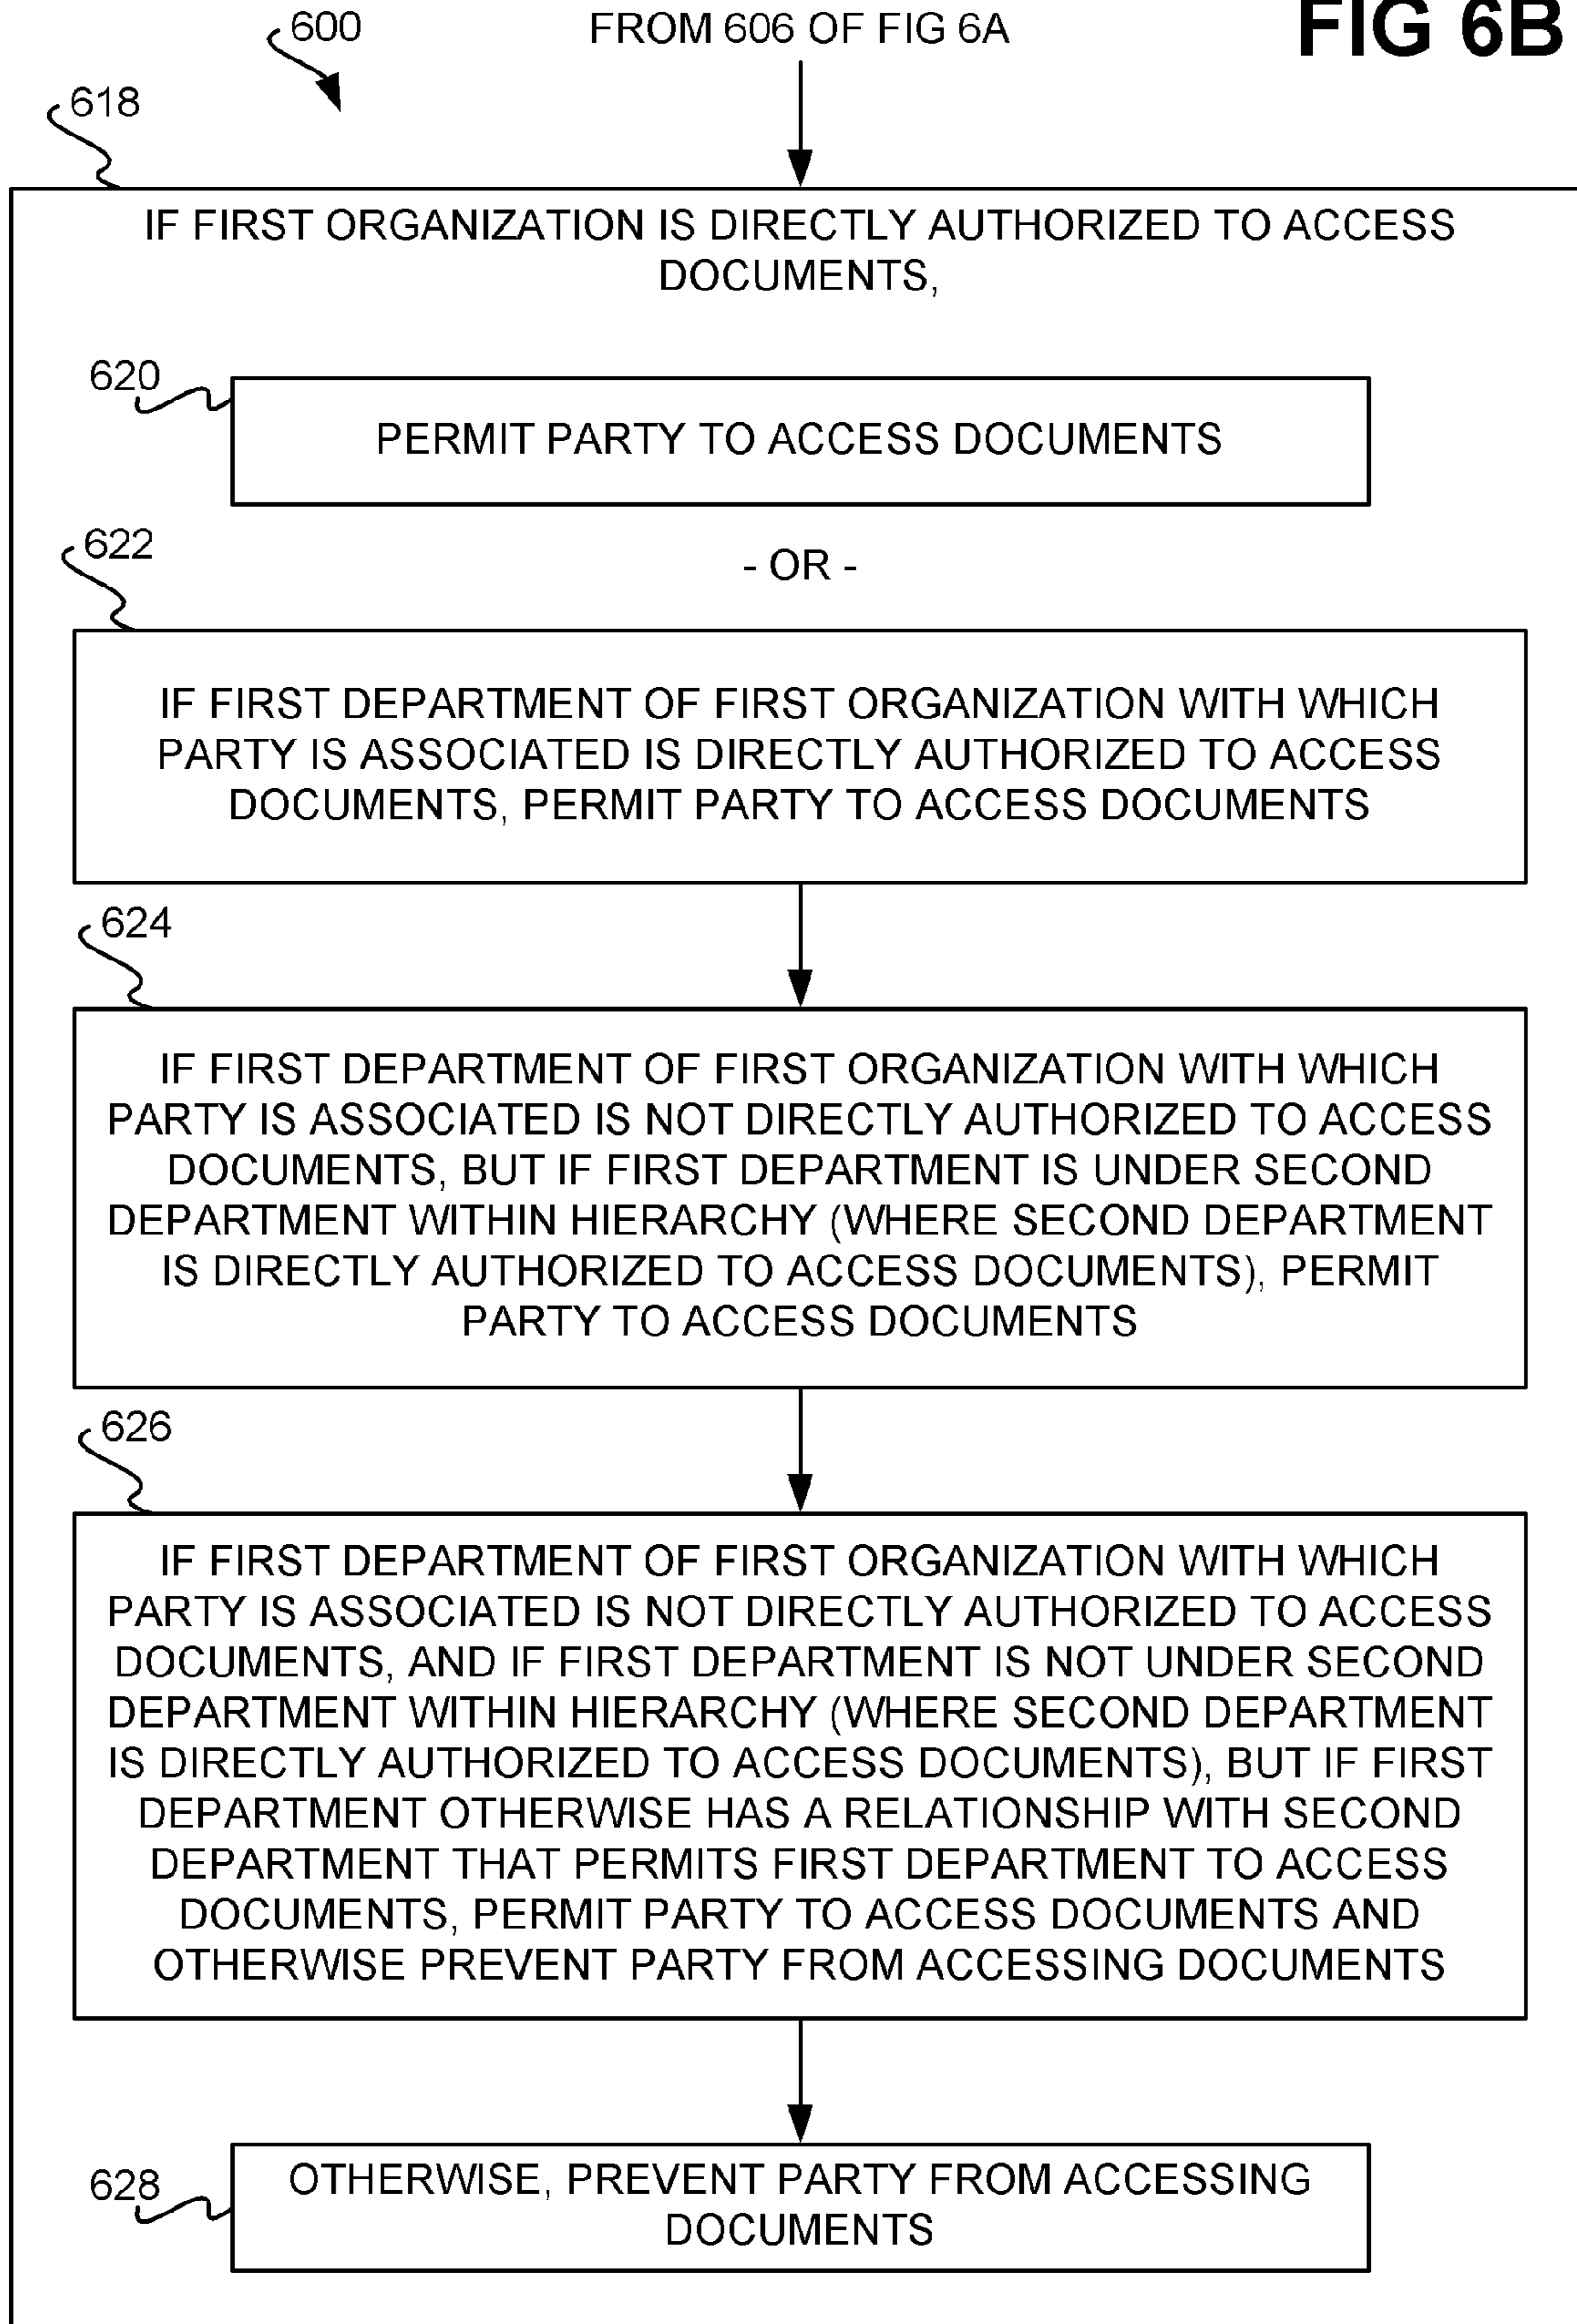 600
FROM 606 OF FIG 6A
FIG 6B
618
IF FIRST ORGANIZATION IS DIRECTLY AUTHORIZED TO ACCESS
DOCUMENTS,
620
PERMIT PARTY TO ACCESS DOCUMENTS
622
- OR -
IF FIRST DEPARTMENT OF FIRST ORGANIZATION WITH WHICH
PARTY IS ASSOCIATED IS DIRECTLY AUTHORIZED TO ACCESS
DOCUMENTS, PERMIT PARTY TO ACCESS DOCUMENTS
624
IF FIRST DEPARTMENT OF FIRST ORGANIZATION WITH WHICH
PARTY IS ASSOCIATED IS NOT DIRECTLY AUTHORIZED TO ACCESS
DOCUMENTS, BUT IF FIRST DEPARTMENT IS UNDER SECOND
DEPARTMENT WITHIN HIERARCHY (WHERE SECOND DEPARTMENT
IS DIRECTLY AUTHORIZED TO ACCESS DOCUMENTS), PERMIT
PARTY TO ACCESS DOCUMENTS
626
IF FIRST DEPARTMENT OF FIRST ORGANIZATION WITH WHICH
PARTY IS ASSOCIATED IS NOT DIRECTLY AUTHORIZED TO ACCESS
DOCUMENTS, AND IF FIRST DEPARTMENT IS NOT UNDER SECOND
DEPARTMENT WITHIN HIERARCHY (WHERE SECOND DEPARTMENT
IS DIRECTLY AUTHORIZED TO ACCESS DOCUMENTS), BUT IF FIRST
DEPARTMENT OTHERWISE HAS A RELATIONSHIP WITH SECOND
DEPARTMENT THAT PERMITS FIRST DEPARTMENT TO ACCESS
DOCUMENTS, PERMIT PARTY TO ACCESS DOCUMENTS AND
OTHERWISE PREVENT PARTY FROM ACCESSING DOCUMENTS
628
OTHERWISE, PREVENT PARTY FROM ACCESSING
DOCUMENTS